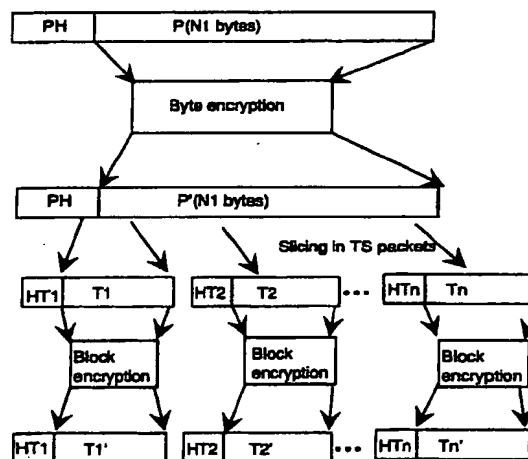 PH P(N1 bytes)
Byte encryption
PH P'(N1 bytes)
Slicing in TS packets
HT1 T1 HT2 T2 ... HTn Tn
Block encryption Block encryption Block encryption
HT1 T1' HT2 T2' ... HTn Tn'